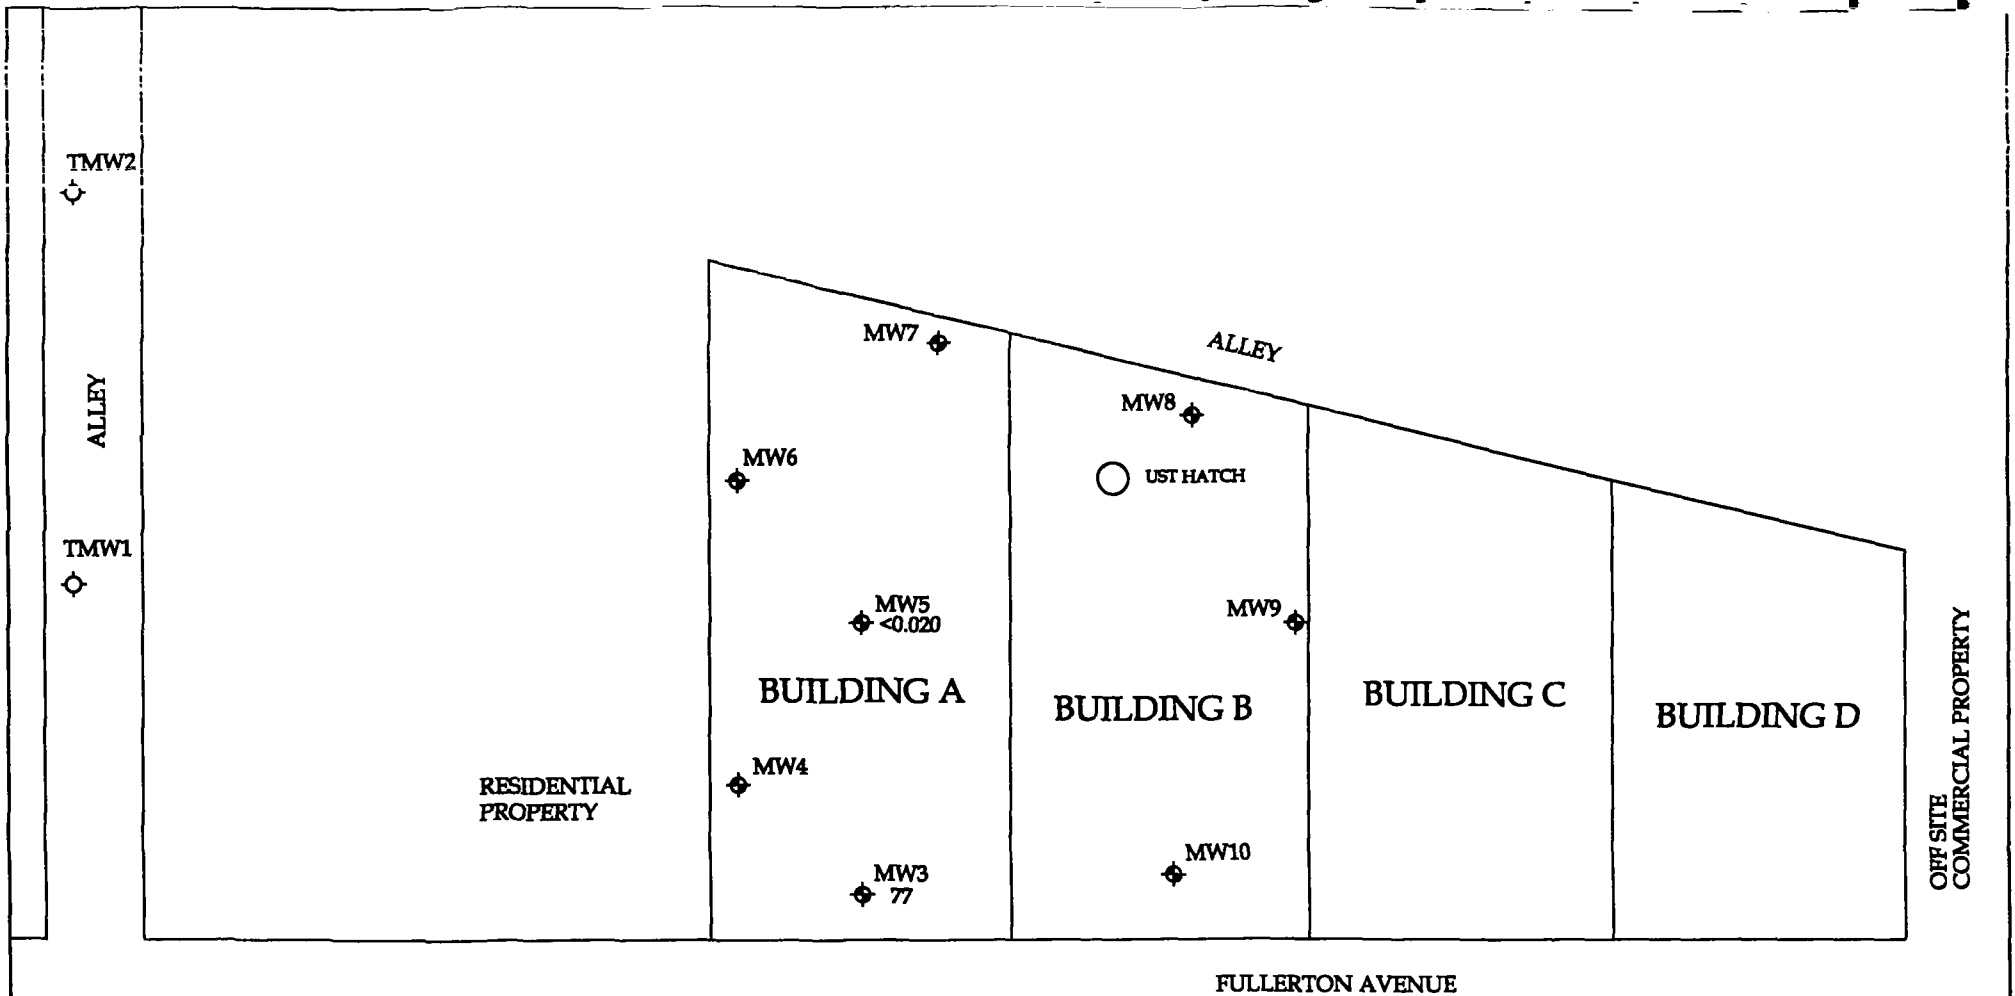 TMW2
ALLEY
MW7
ALLEY
MW8
MW6
UST HATCH
TMW1
MW5
<0.020
MW9
BUILDING A
BUILDING B
BUILDING C
BUILDING D
MW4
RESIDENTIAL
PROPERTY
MW10
MW3
77
OFF SITE
COMMERCIAL PROPERTY
FULLERTON AVENUE